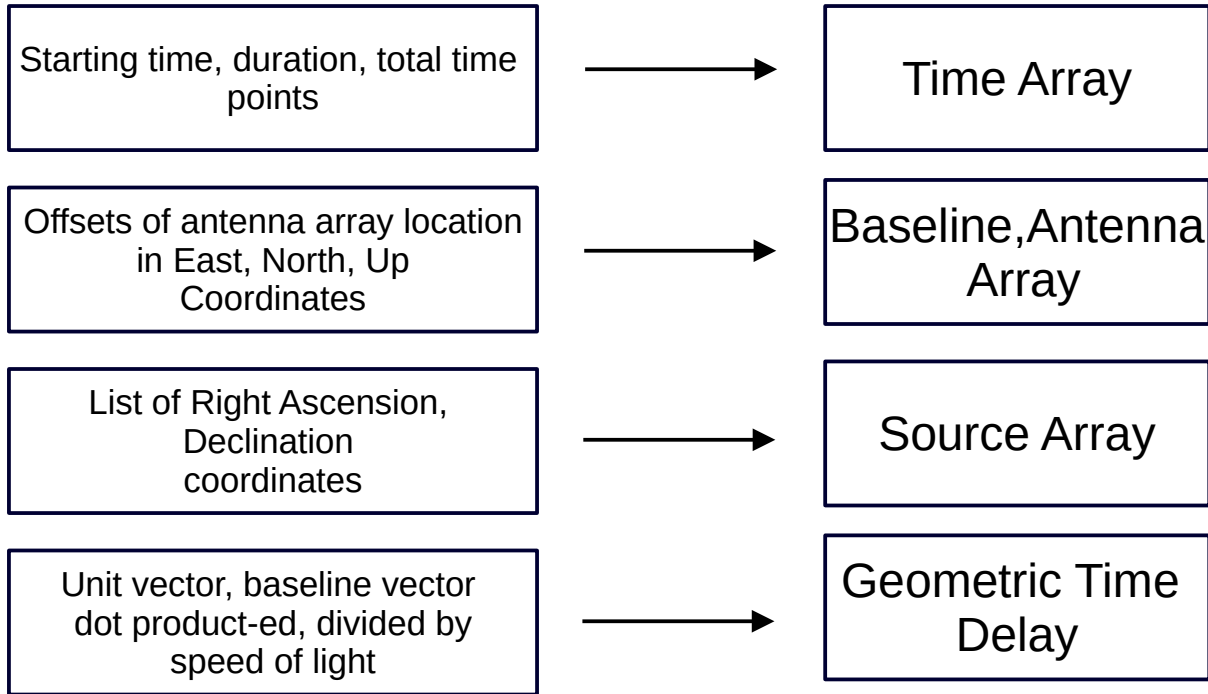 Starting time, duration, total time
points
Time Array
Offsets of antenna array location
in East, North, Up
Coordinates
Baseline,Antenna
Array
List of Right Ascension,
Declination
coordinates
Source Array
Unit vector, baseline vector
dot product-ed, divided by
speed of light
Geometric Time
Delay